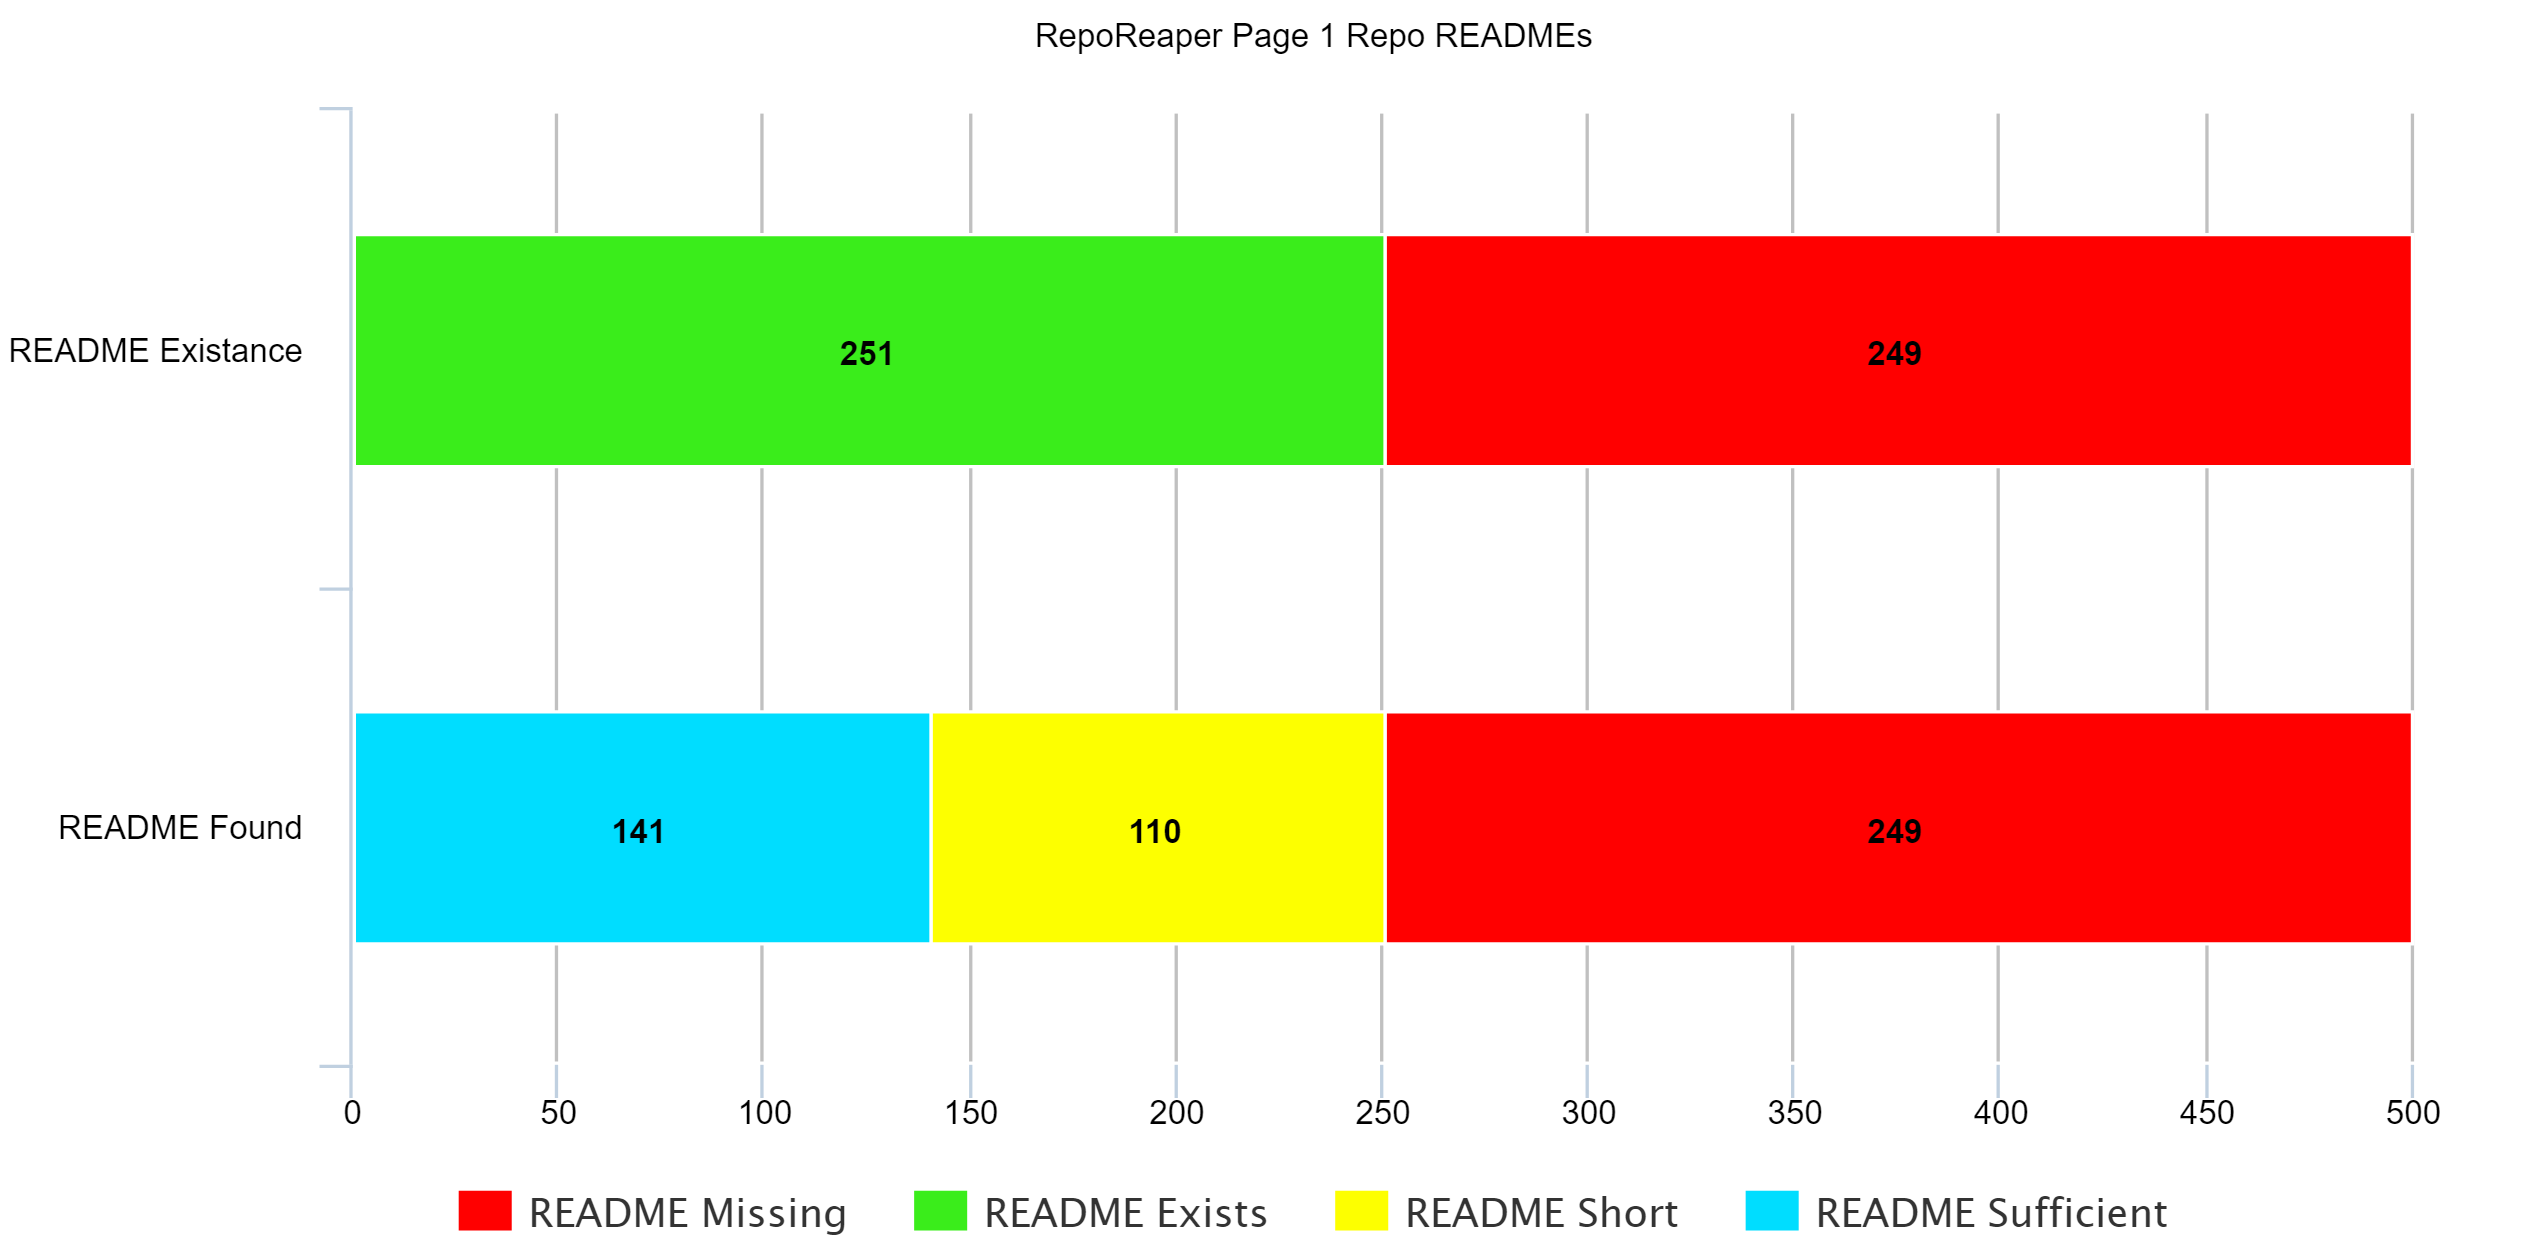 RepoReaper Page 1 Repo READMEs
README Existance
251
249
README Found
141
110
249
0 50 100 150 200 250 300 350 400 450 500
README Missing README Exists README Short README Sufficient